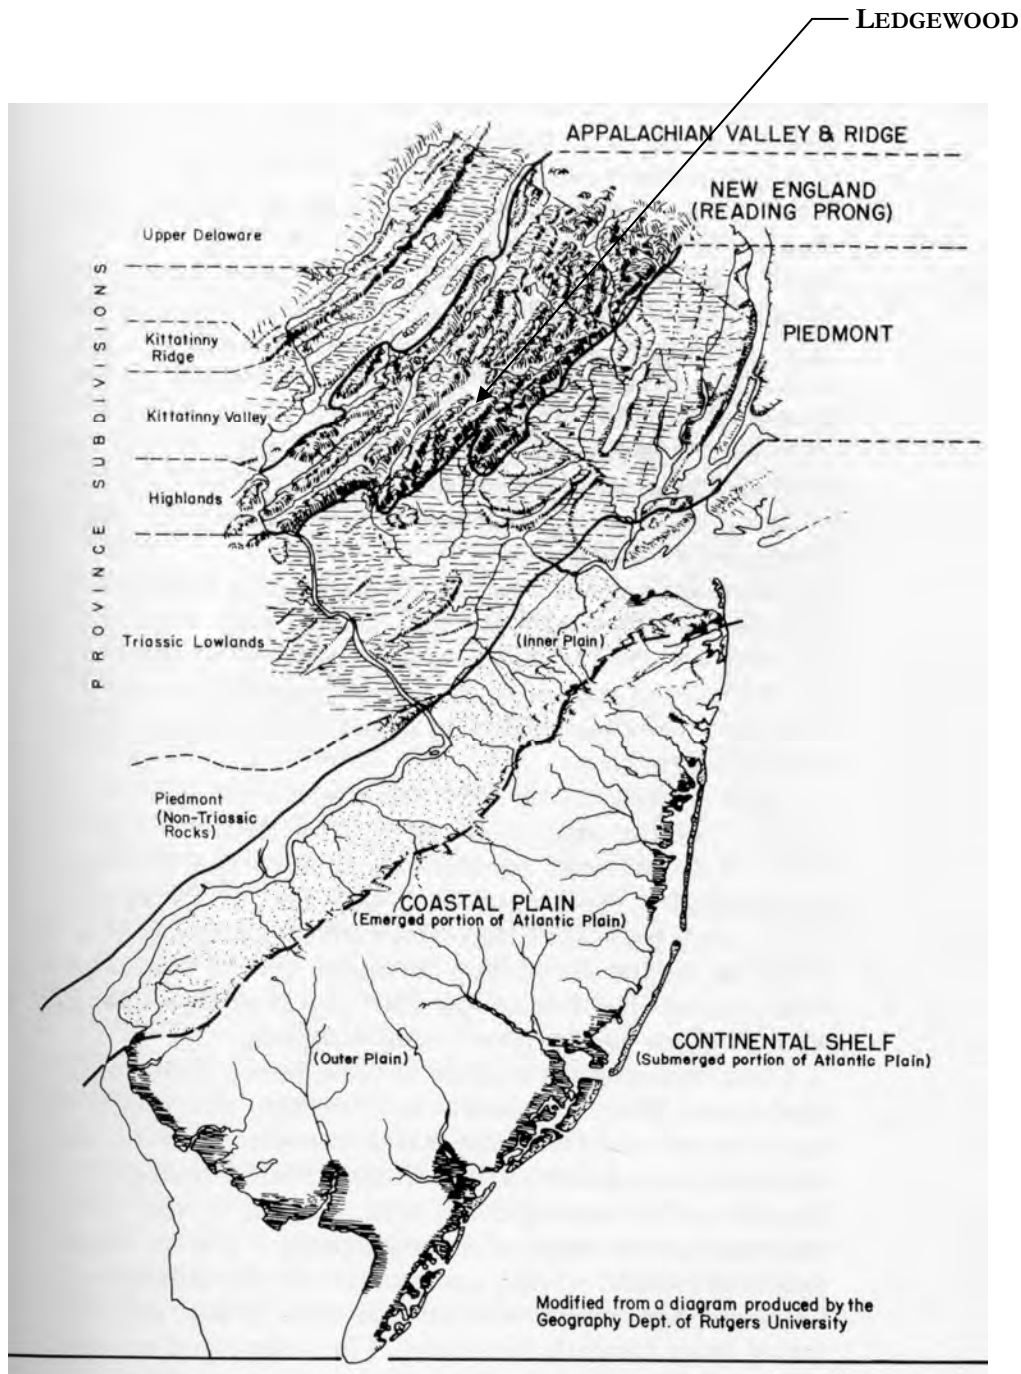 LEDGEWOOD
APPALACHIAN VALLEY & RIDGE
NEW ENGLAND
(READING PRONG)
Upper Delaware
PROVINCE SUBDIVISIONS
Kittatinny
Ridge
PIEDMONT
Kittatinny Valley
Highlands
Triassic Lowlands
(Inner Plain)
Piedmont
(Non-Triassic
Rocks)
COASTAL PLAIN
(Emerged portion of Atlantic Plain)
CONTINENTAL SHELF
(Submerged portion of Atlantic Plain)
(Outer Plain)
Modified from a diagram produced by the
Geography Dept. of Rutgers University